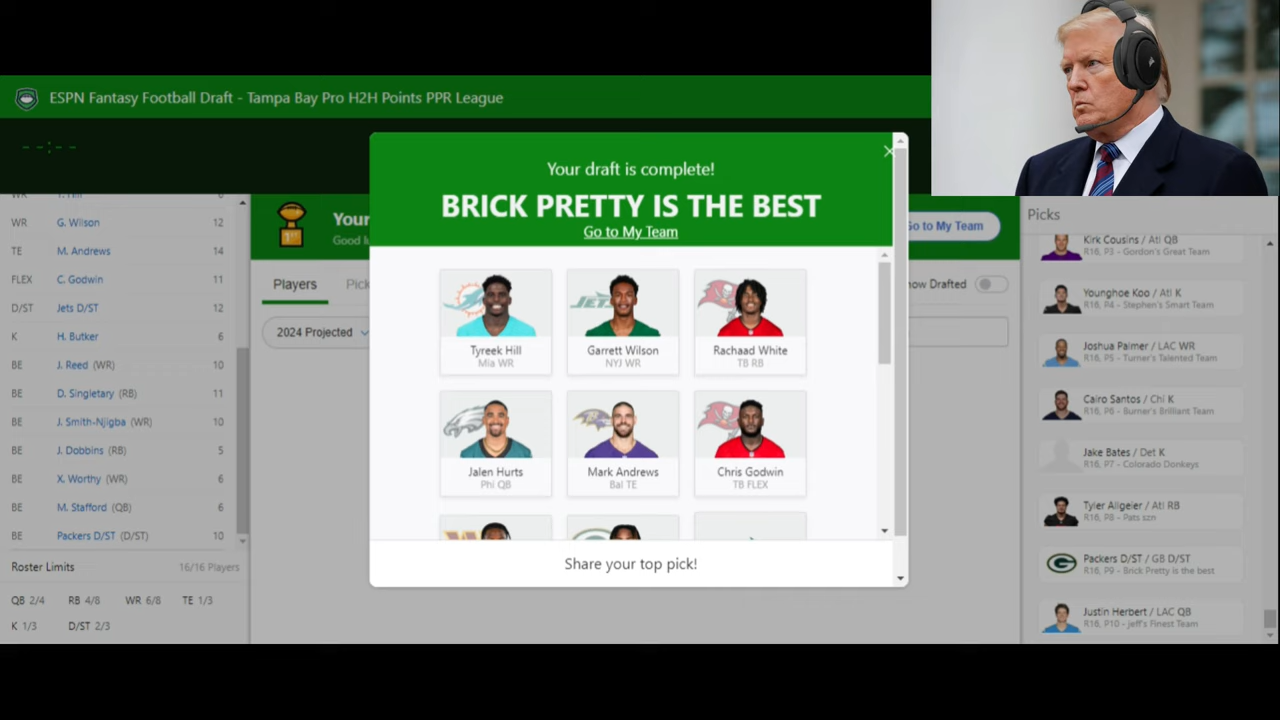 ESPN Fantasy Football Draft - Tampa Bay Pro H2H Points PPR League
--:--
WR G. Wilson 12
TE M. Andrews 14
FLEX C. Godwin 11
D/ST Jets D/ST 12
K H. Butker 6
BE J. Reed (WR) 10
BE D. Singletary (RB) 11
BE J. Smith-Njigba (WR) 10
BE J. Dobbins (RB) 5
BE X. Worthy (WR) 6
BE M. Stafford (QB) 6
BE Packers D/ST (D/ST) 10
Roster Limits 16/16 Players
QB 2/4 RB 4/8 WR 6/8 TE 1/3
K 1/3 D/ST 2/3
1ST
Your
Good
Go to My Team
Players Pick
how Drafted
2024 Projected
Your draft is complete!
BRICK PRETTY IS THE BEST
Go to My Team
Tyreek Hill
Mia WR
Garrett Wilson
NYJ WR
Rachaad White
TB RB
Jalen Hurts
Phi QB
Mark Andrews
Bal TE
Chris Godwin
TB FLEX
Share your top pick!
Picks
Kirk Cousins / Atl QB
R16, P3 - Gordon's Great Team
Younghoe Koo / Atl K
R16, P4 - Stephen's Smart Team
Joshua Palmer / LAC WR
R16, P5 - Turner's Talented Team
Cairo Santos / Chi K
R16, P6 - Burner's Brilliant Team
Jake Bates / Det K
R16, P7 - Colorado Donkeys
Tyler Allgeier / Atl RB
R16, P8 - Pats szn
Packers D/ST / GB D/ST
R16, P9 - Brick Pretty is the best
Justin Herbert / LAC QB
R16, P10 - jeff's Finest Team